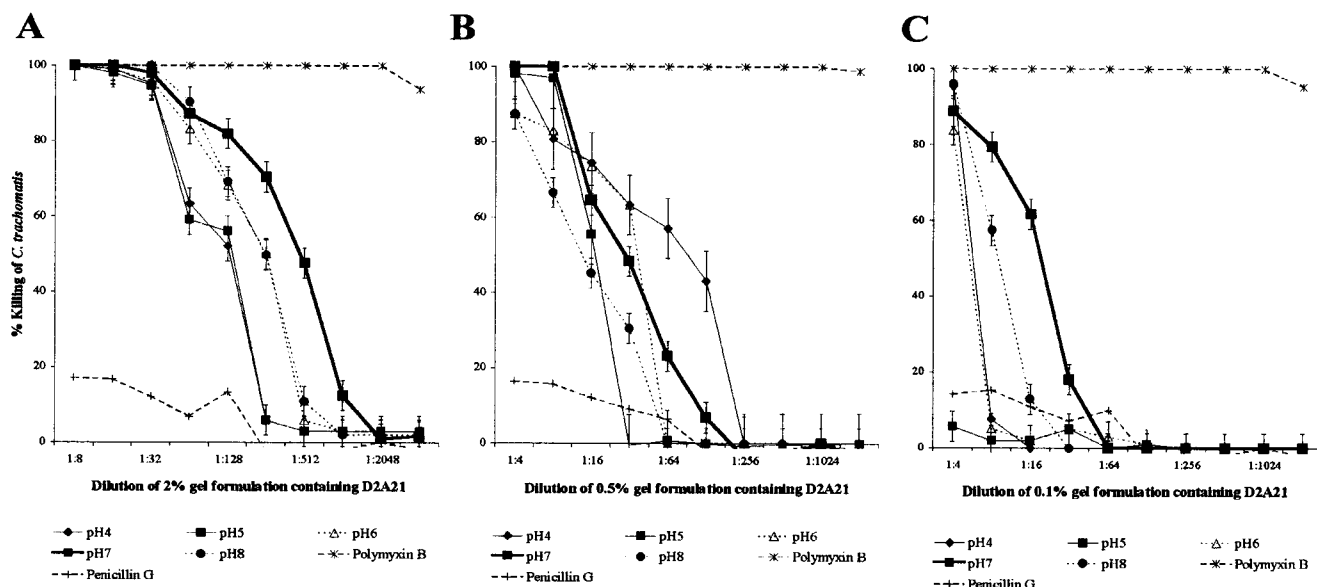 A
B
C
% Killing of C. trachomatis
100
80
60
40
20
0
1:8 1:32 1:128 1:512 1:2048
Dilution of 2% gel formulation containing D2A21
pH4 pH5 pH6
pH7 pH8 Polymyxin B
Penicillin G
100
80
60
40
20
0
1:4 1:16 1:64 1:256 1:1024
Dilution of 0.5% gel formulation containing D2A21
pH4 pH5 pH6
pH7 pH8 Polymyxin B
Penicillin G
100
80
60
40
20
0
1:4 1:16 1:64 1:256 1:1024
Dilution of 0.1% gel formulation containing D2A21
pH4 pH5 pH6
pH7 pH8 Polymyxin B
Penicillin G